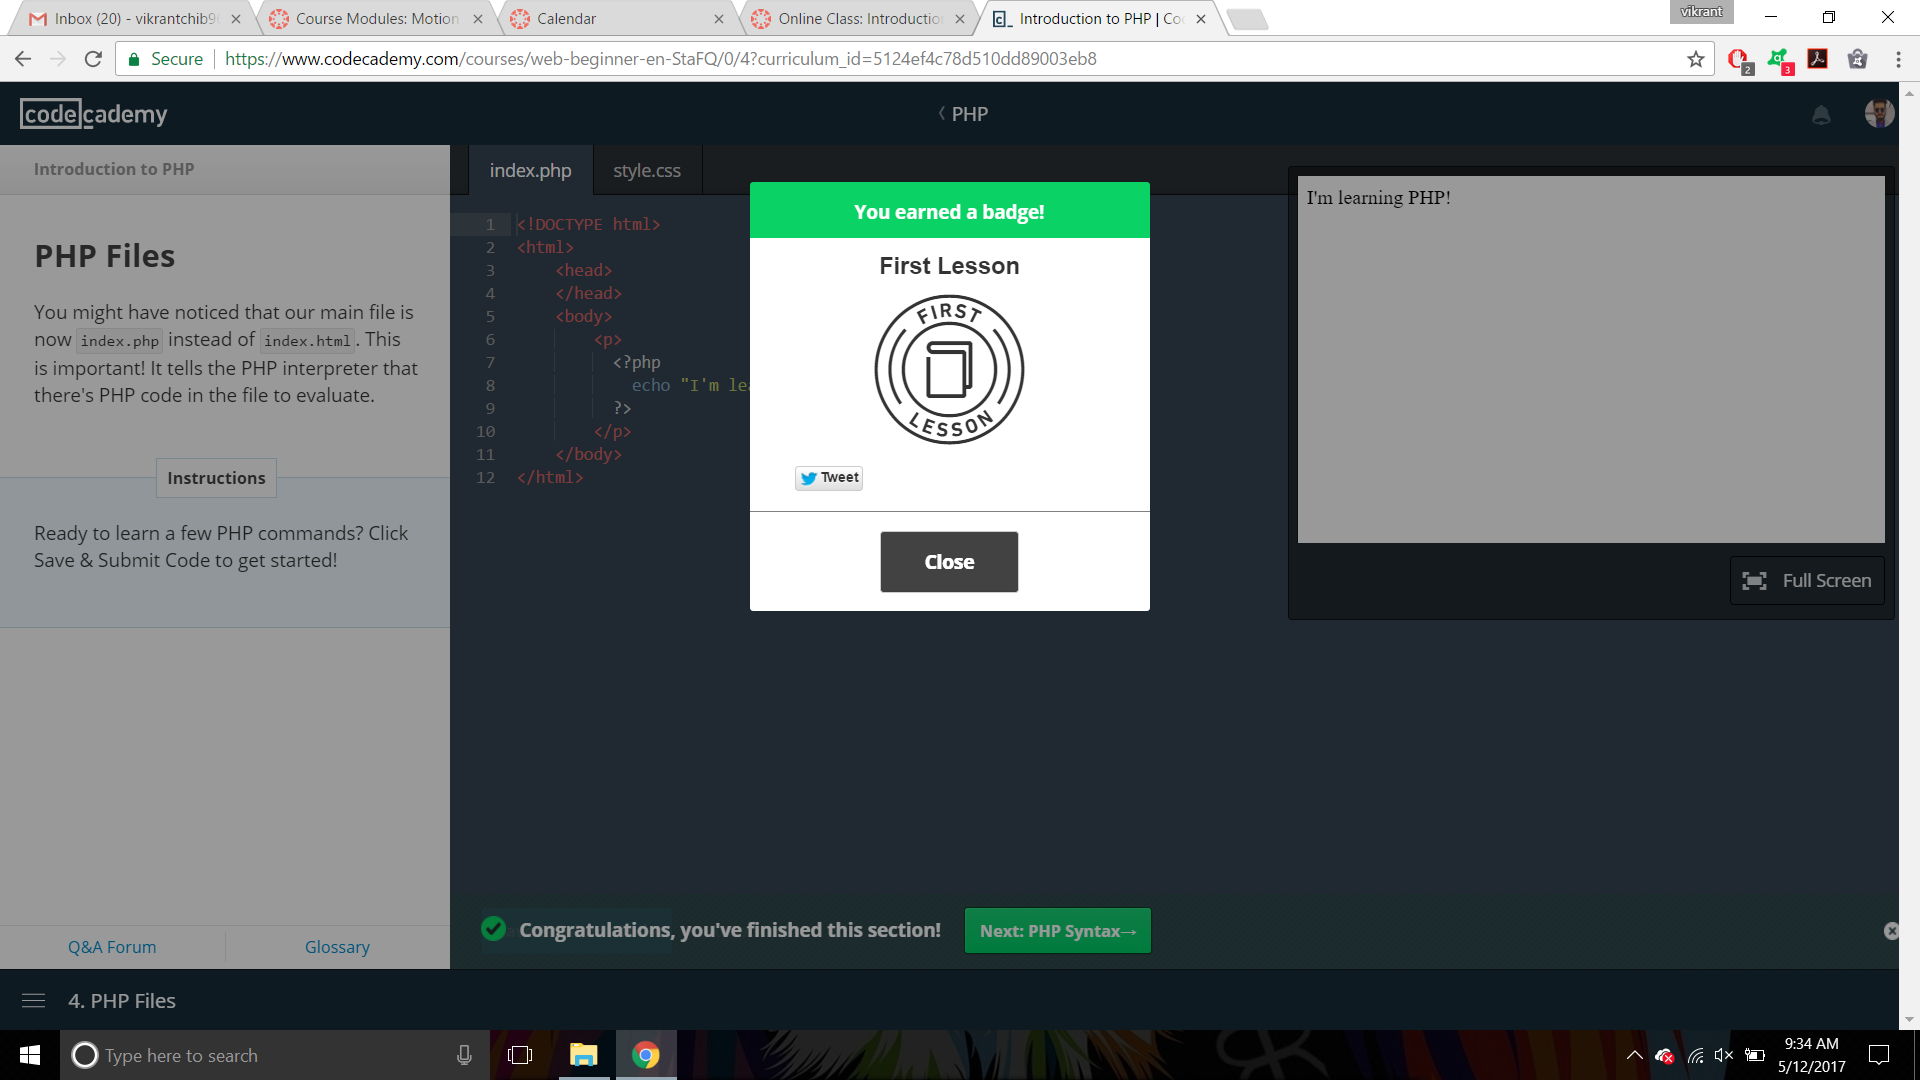 Inbox (20) - vikrantchib9
Course Modules: Motion
Calendar
Online Class: Introduction
Introduction to PHP | Co
vikrant
Secure
https://www.codecademy.com/courses/web-beginner-en-StaFQ/0/4?curriculum_id=5124ef4c78d510dd89003eb8
2
3
codecademy
PHP
Introduction to PHP
index.php
style.css
PHP Files
You might have noticed that our main file is
now index.php instead of index.html. This
is important! It tells the PHP interpreter that
there's PHP code in the file to evaluate.
Instructions
Ready to learn a few PHP commands? Click
Save & Submit Code to get started!
1 <!DOCTYPE html>
2 <html>
3 <head>
4 </head>
5 <body>
6 <p>
7 <?php
8 echo "I'm lea
9 ?>
10 </p>
11 </body>
12 </html>
You earned a badge!
First Lesson
FIRST
LESSON
Tweet
Close
I'm learning PHP!
Full Screen
Congratulations, you've finished this section!
Next: PHP Syntax→
Q&A Forum
Glossary
4. PHP Files
Type here to search
9:34 AM
5/12/2017